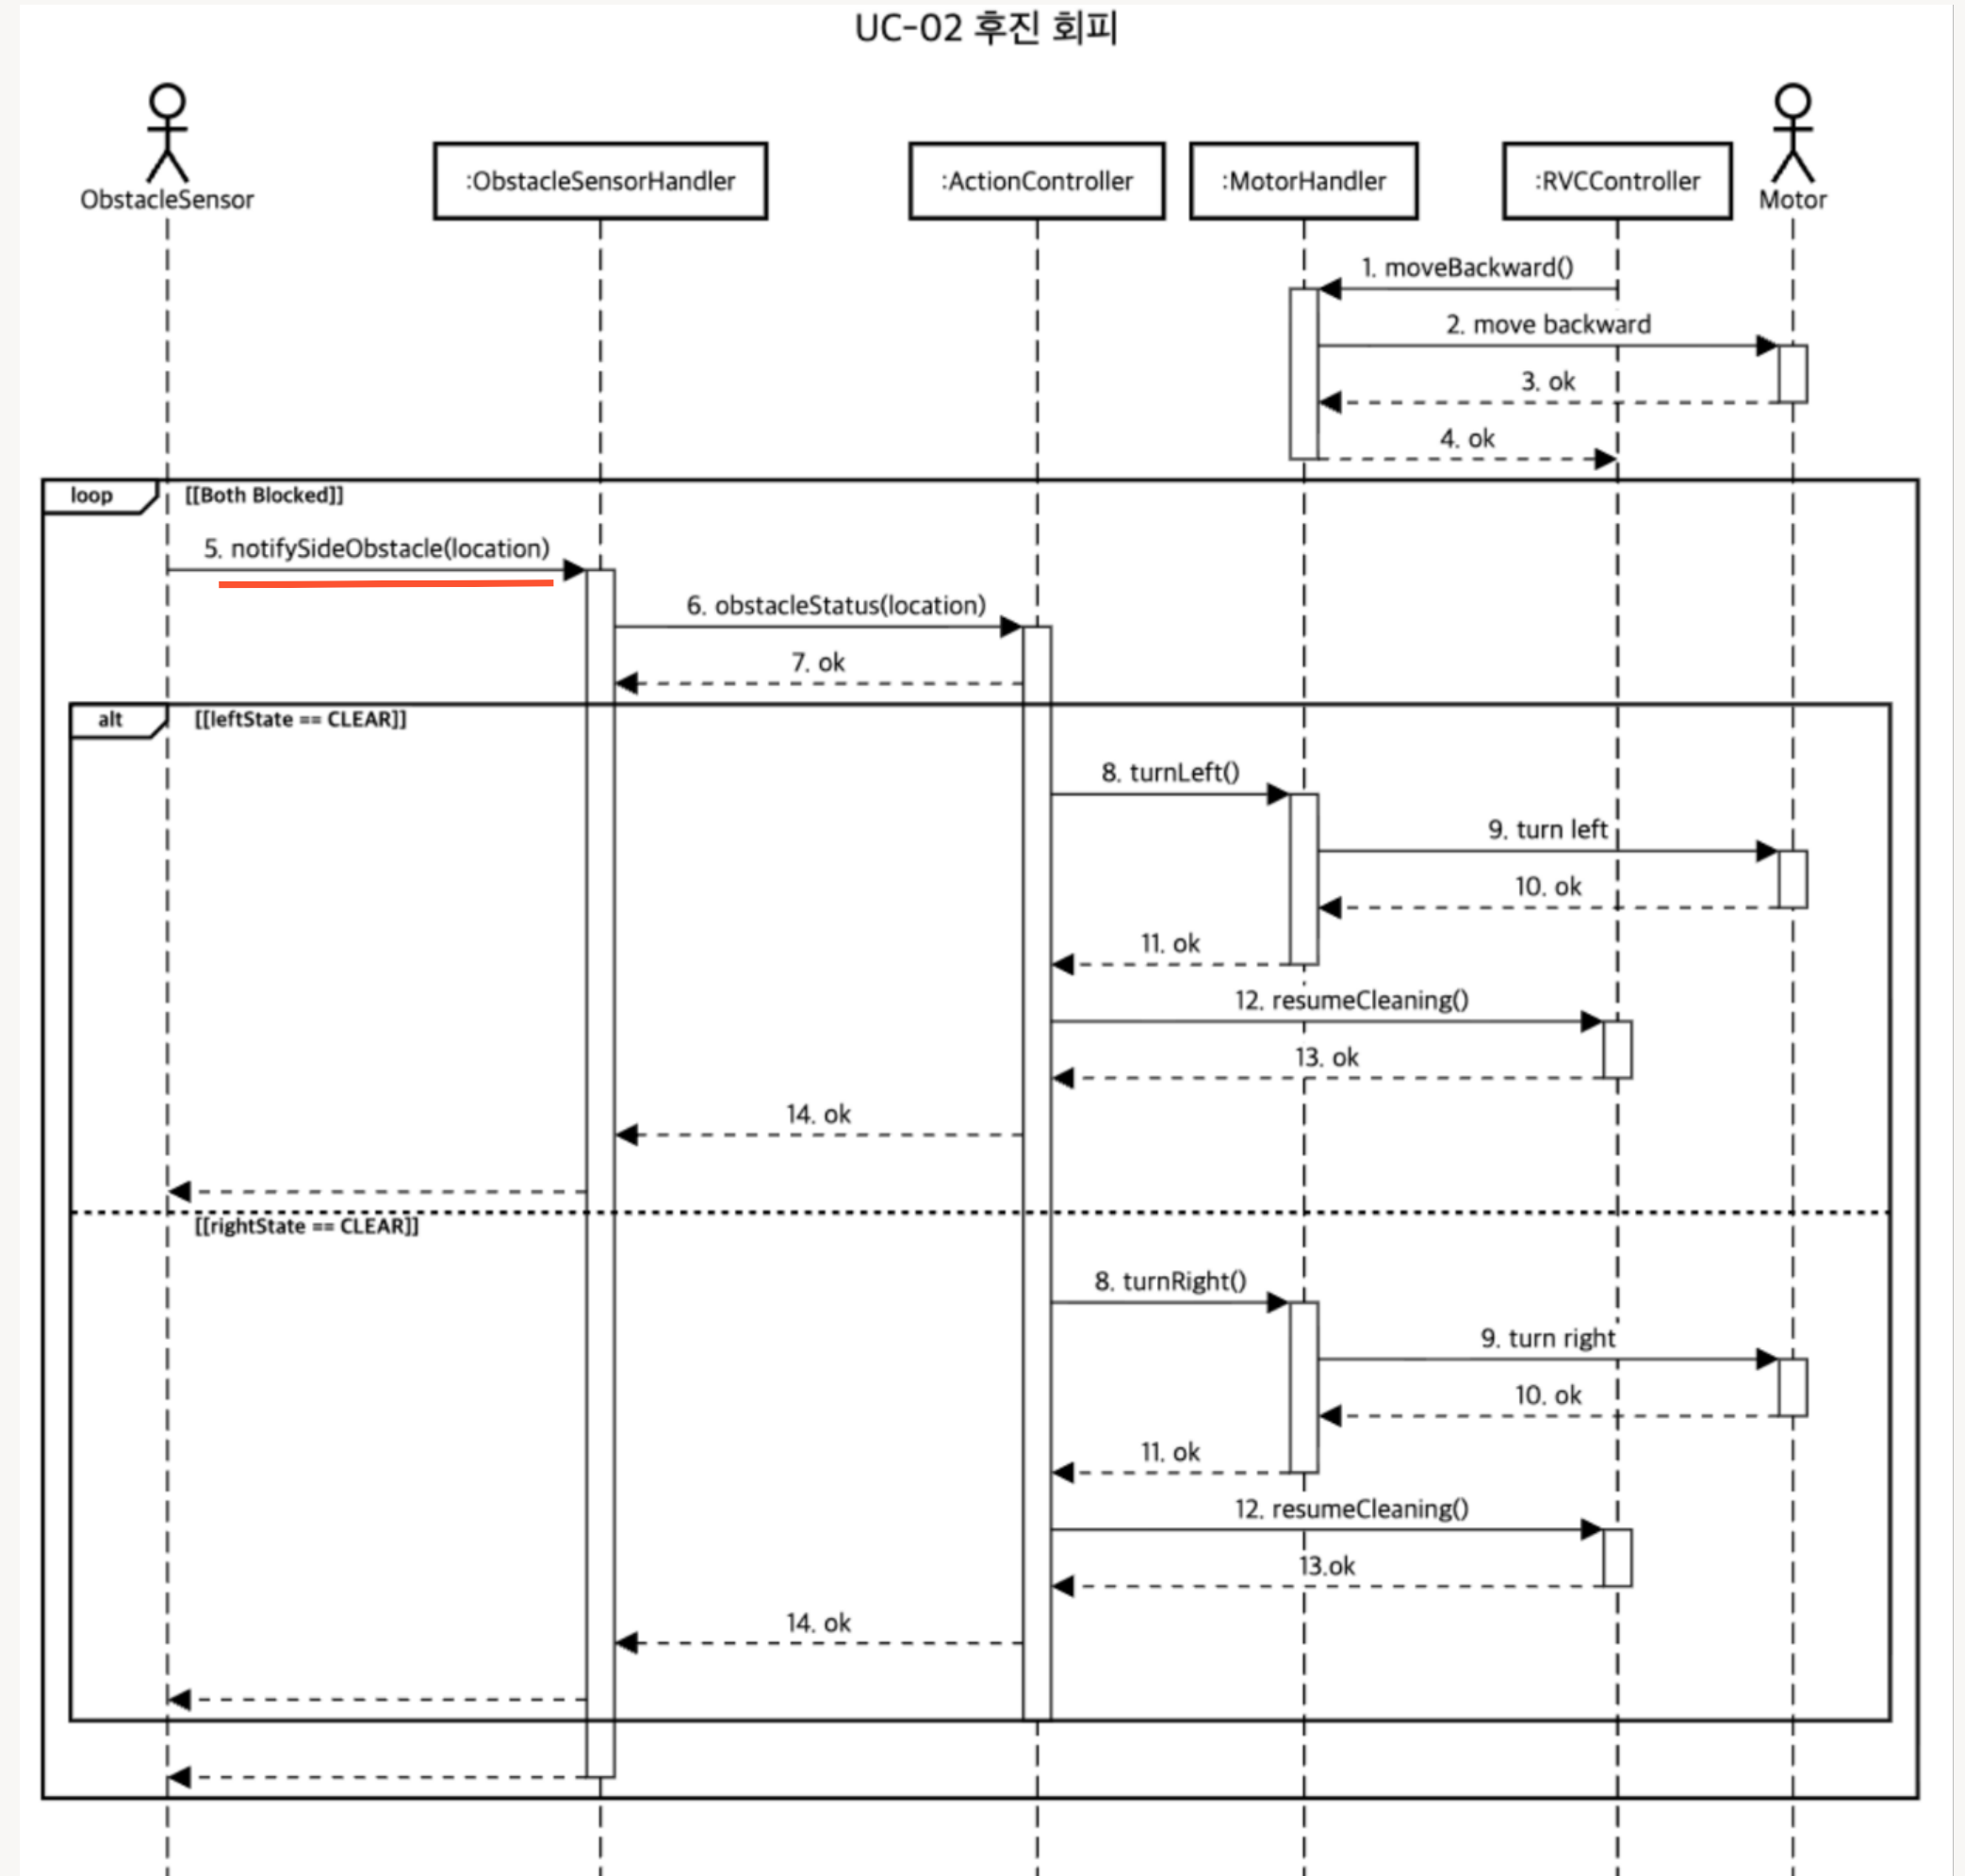 UC-02 후진 회피
ObstacleSensor
:ObstacleSensorHandler
:ActionController
:MotorHandler
:RVCController
Motor
1. moveBackward()
2. move backward
3. ok
4. ok
loop
[[Both Blocked]]
5. notifySideObstacle(location)
6. obstacleStatus(location)
7. ok
alt
[[leftState == CLEAR]]
8. turnLeft()
9. turn left
10. ok
11. ok
12. resumeCleaning()
13. ok
14. ok
[[rightState == CLEAR]]
8. turnRight()
9. turn right
10. ok
11. ok
12. resumeCleaning()
13.ok
14. ok